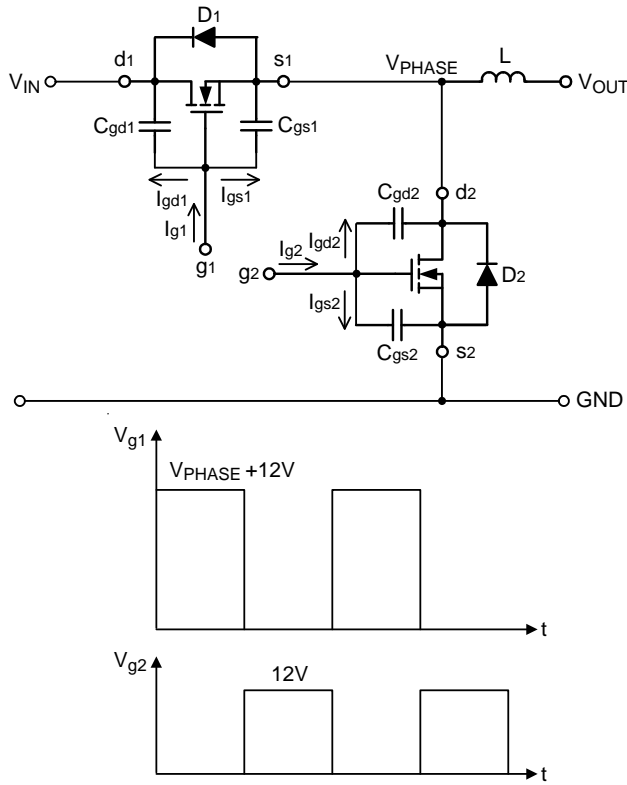 D1
d1
s1
VIN
VPHASE
L
VOUT
Cgd1
Cgs1
Igd1
Igs1
Ig1
g1
Cgd2
d2
Ig2
Igd2
g2
D2
Igs2
Cgs2
s2
GND
Vg1
VPHASE +12V
t
Vg2
12V
t